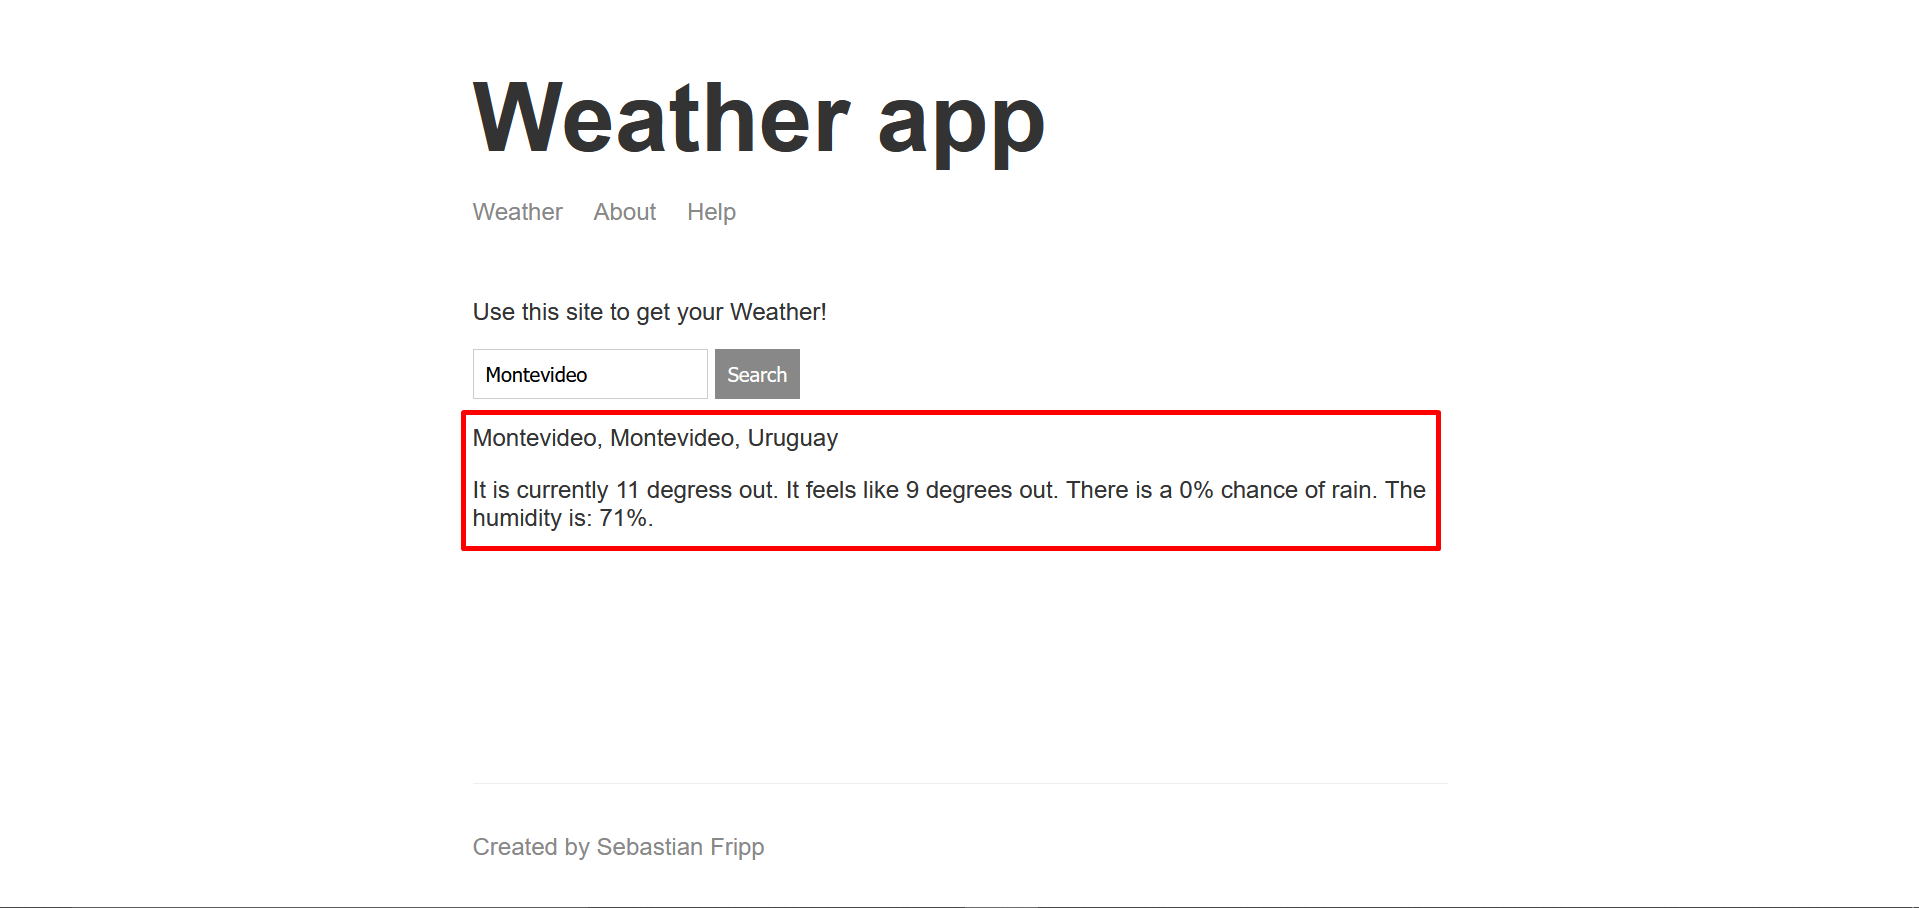 Weather app
Weather About Help
Use this site to get your Weather!
Montevideo Search
Montevideo, Montevideo, Uruguay
It is currently 11 degress out. It feels like 9 degrees out. There is a 0% chance of rain. The
humidity is: 71%.
Created by Sebastian Fripp